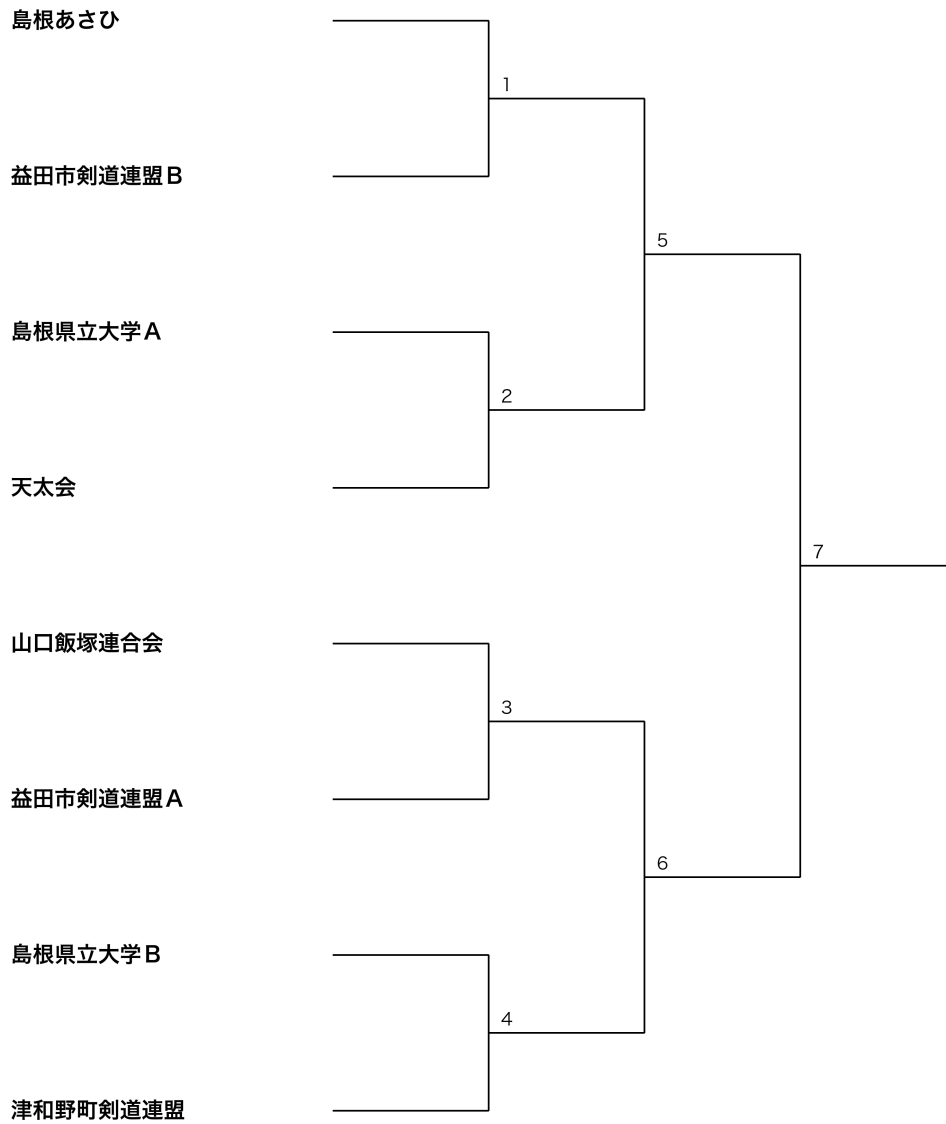 島根あさひ
1
益田市剣道連盟B
5
島根県立大学A
2
天太会
7
山口飯塚連合会
3
益田市剣道連盟A
6
島根県立大学B
4
津和野町剣道連盟